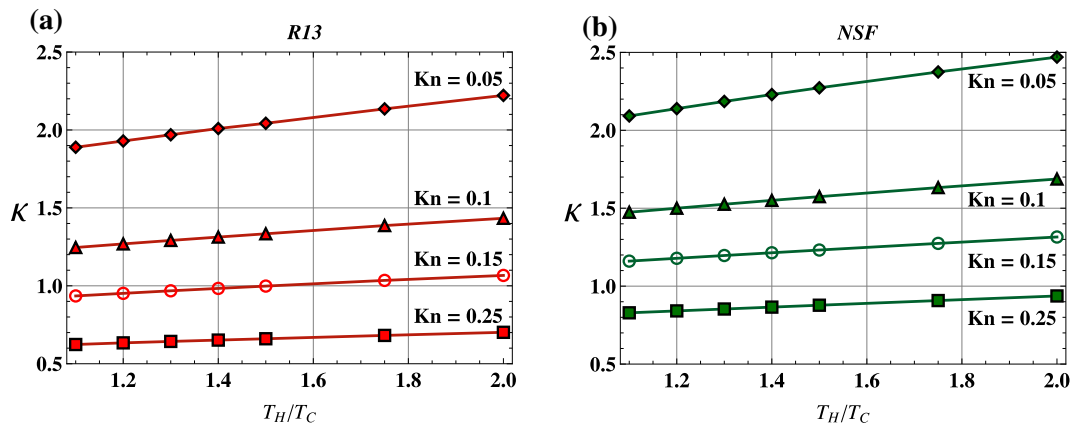 (a)
R13
2.5
2.0
1.5
1.0
0.5
κ
Kn = 0.05
Kn = 0.1
Kn = 0.15
Kn = 0.25
1.2 1.4 1.6 1.8 2.0
T_H/T_C
(b)
NSF
2.5
2.0
1.5
1.0
0.5
κ
Kn = 0.05
Kn = 0.1
Kn = 0.15
Kn = 0.25
1.2 1.4 1.6 1.8 2.0
T_H/T_C